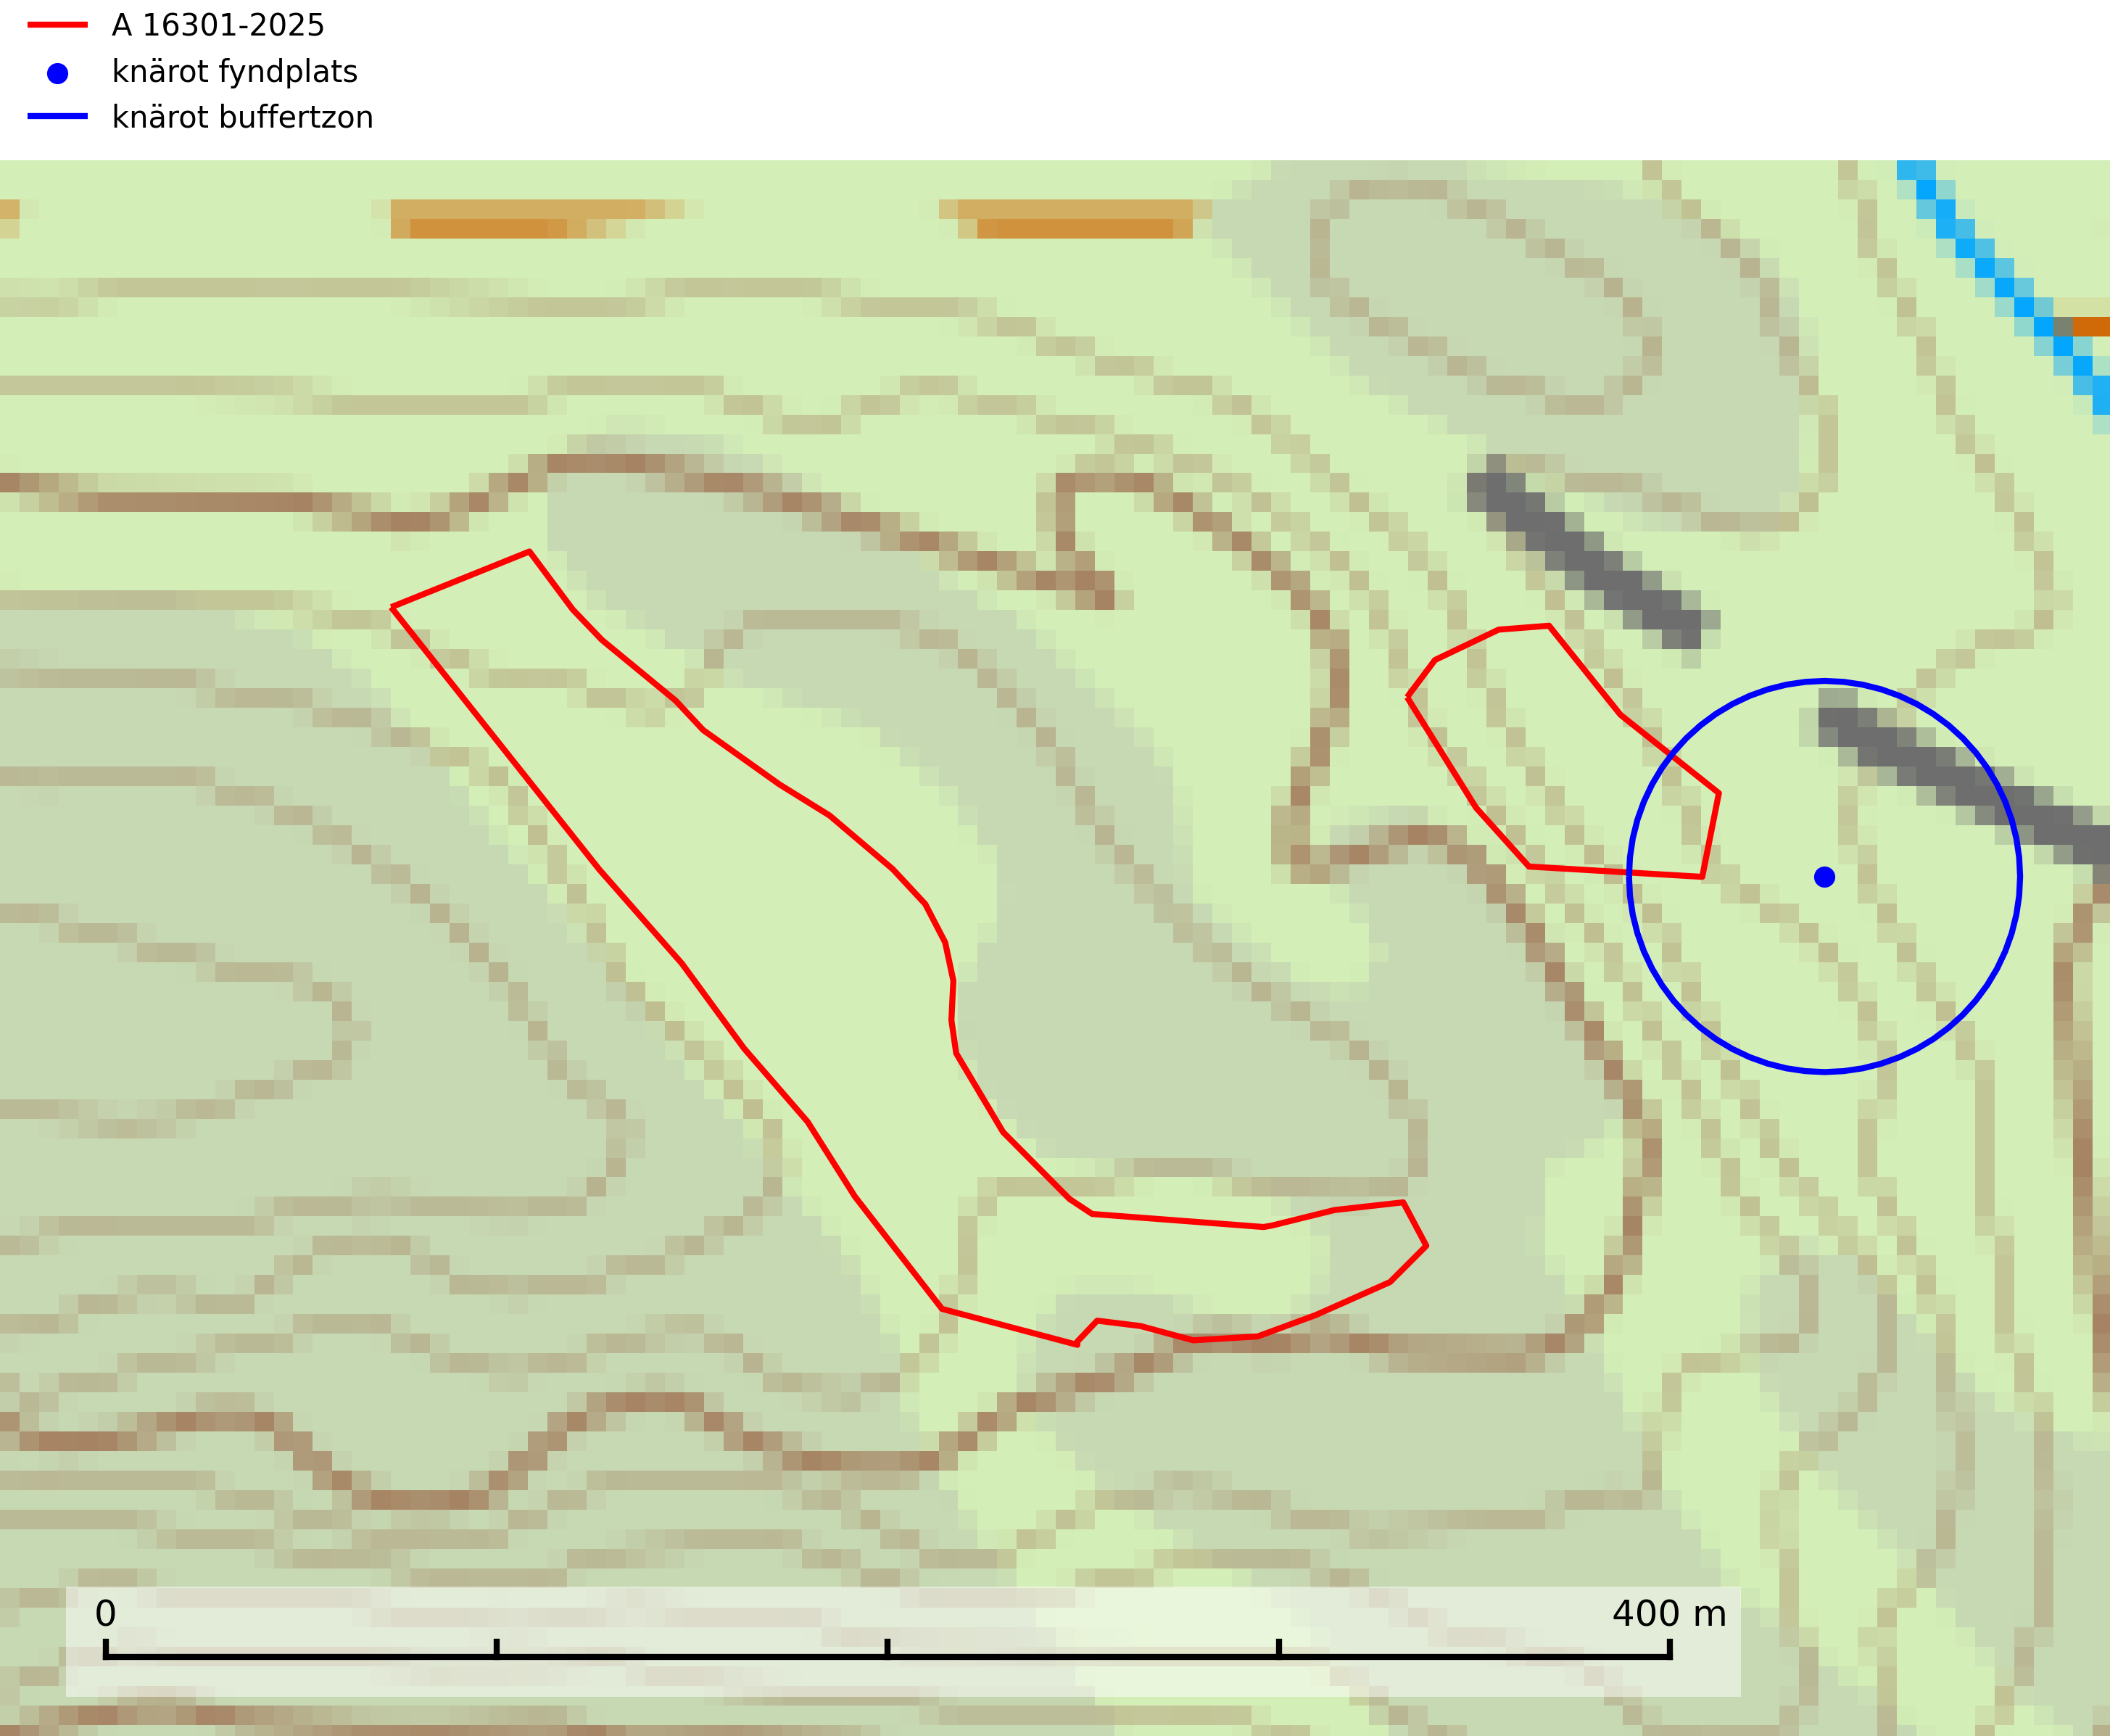 A 16301-2025
knärot fyndplats
knärot buffertzon
0
400 m